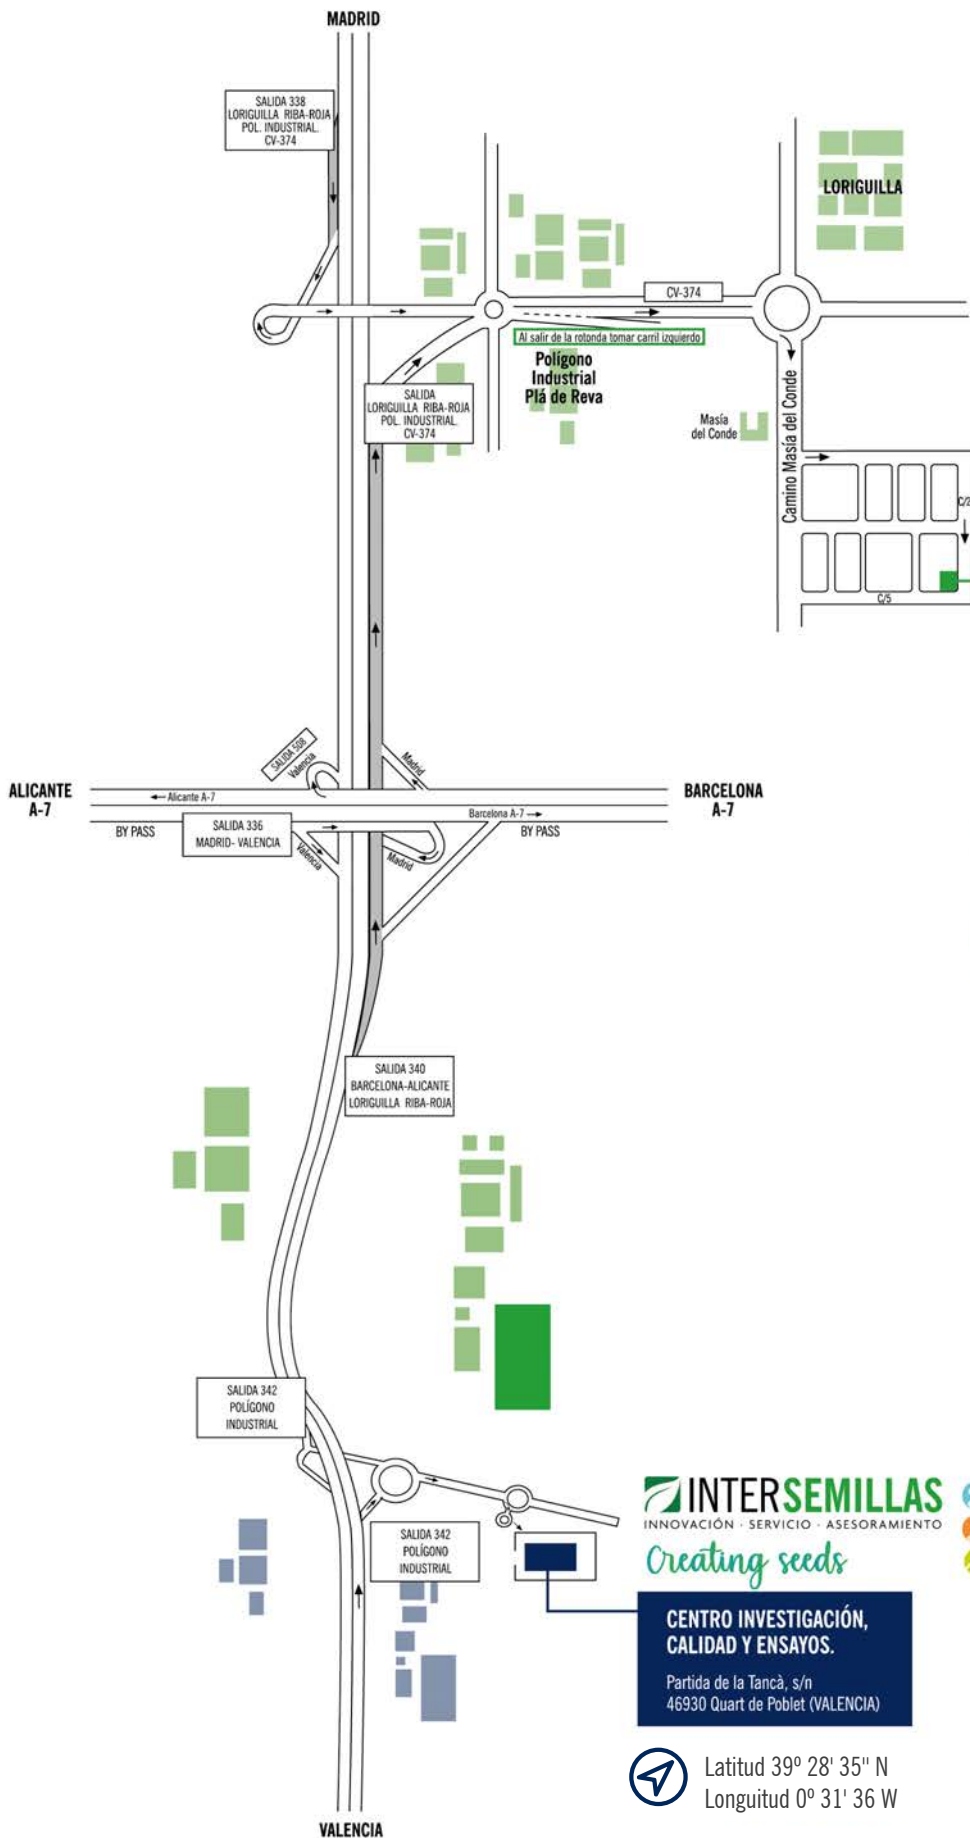 MADRID
SALIDA 338
LORIGUILLA RIBA-ROJA
POL. INDUSTRIAL.
CV-374
LORIGUILLA
CV-374
Al salir de la rotonda tomar carril izquierdo
Polígono
Industrial
Plá de Reva
SALIDA
LORIGUILLA RIBA-ROJA
POL. INDUSTRIAL.
CV-374
Masía
del Conde
Camino Masía del Conde
C/2
C/5
SALIDA 508
Valencia
Madrid
ALICANTE
A-7
Alicante A-7
BARCELONA
A-7
Barcelona A-7
BY PASS
SALIDA 336
MADRID- VALENCIA
BY PASS
Valencia
Madrid
SALIDA 340
BARCELONA-ALICANTE
LORIGUILLA RIBA-ROJA
SALIDA 342
POLÍGONO
INDUSTRIAL
SALIDA 342
POLÍGONO
INDUSTRIAL
INTERSEMILLAS
INNOVACIÓN · SERVICIO · ASESORAMIENTO
Creating seeds
CENTRO INVESTIGACIÓN,
CALIDAD Y ENSAYOS.
Partida de la Tancà, s/n
46930 Quart de Poblet (VALENCIA)
Latitud 39º 28' 35" N
Longuitud 0º 31' 36 W
VALENCIA